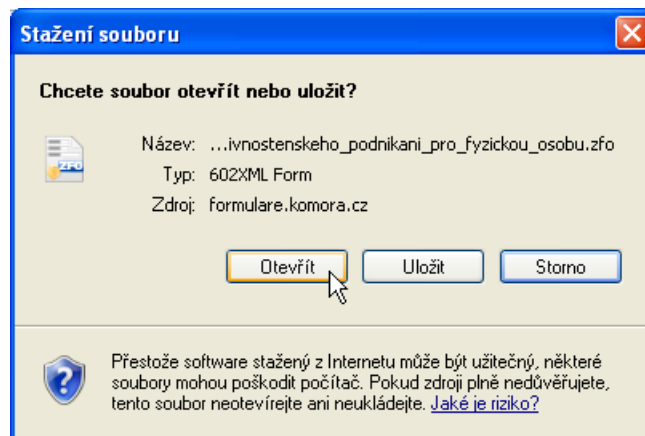 Stažení souboru
Chcete soubor otevřít nebo uložit?
Název: ...ivnostenskeho_podnikani_pro_fyzickou_osobu.zfo
ZFO
Typ: 602XML Form
Zdroj: formulare.komora.cz
Otevřít Uložit Storno
Přestože software stažený z Internetu může být užitečný, některé
soubory mohou poškodit počítač. Pokud zdroji plně nedůvěřujete,
tento soubor neotevírejte ani neukládejte. Jaké je riziko?